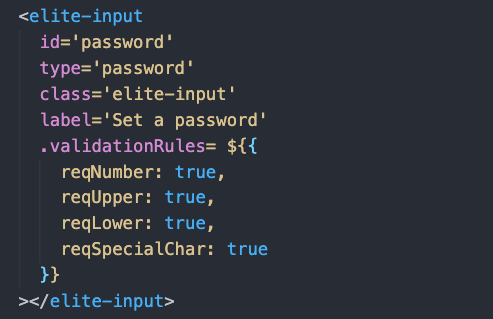 <elite-input
id='password'
type='password'
class='elite-input'
label='Set a password'
.validationRules= ${{
reqNumber: true,
reqUpper: true,
reqLower: true,
reqSpecialChar: true
}}
></elite-input>